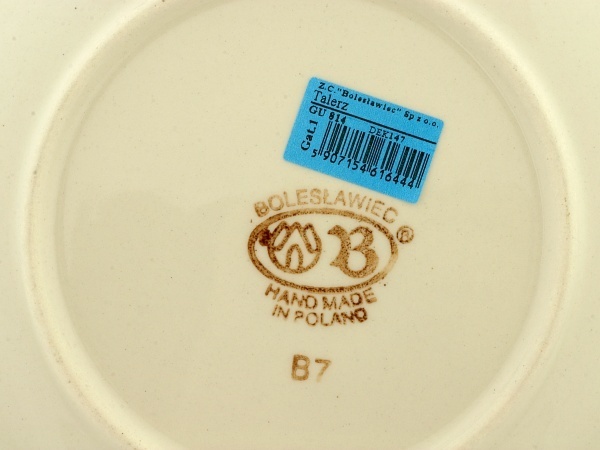 Z.C."Bolesławiec" Sp z o.o.
Talerz
GU 814
DEK147
Gat.1
5 907154 616444
BOLESŁAWIEC
®
B
HAND MADE
IN POLAND
B7